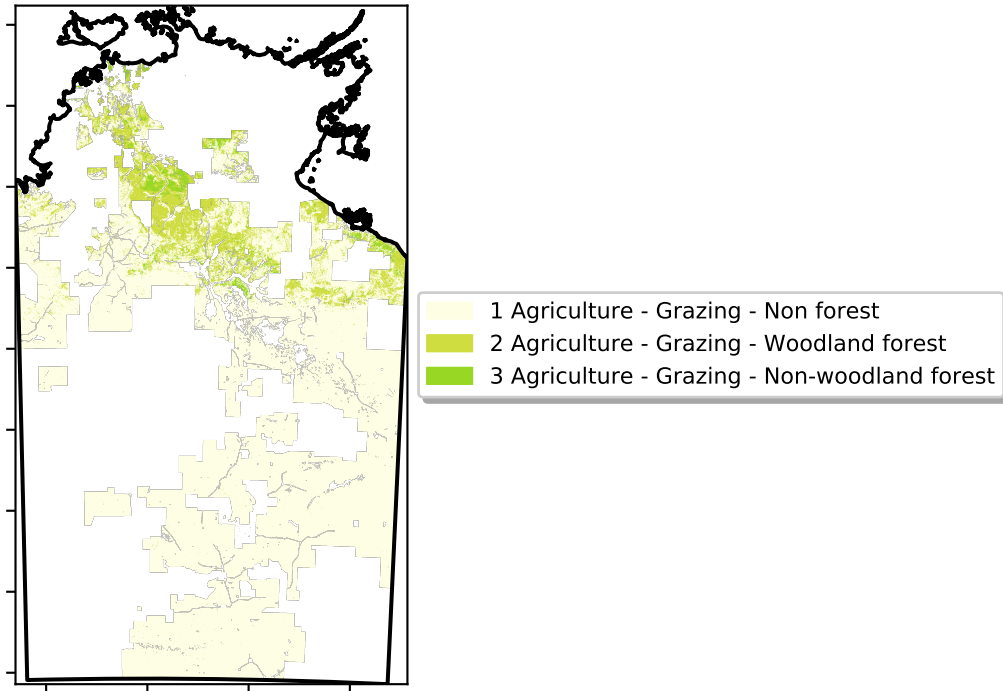 1 Agriculture - Grazing - Non forest
2 Agriculture - Grazing - Woodland forest
3 Agriculture - Grazing - Non-woodland forest